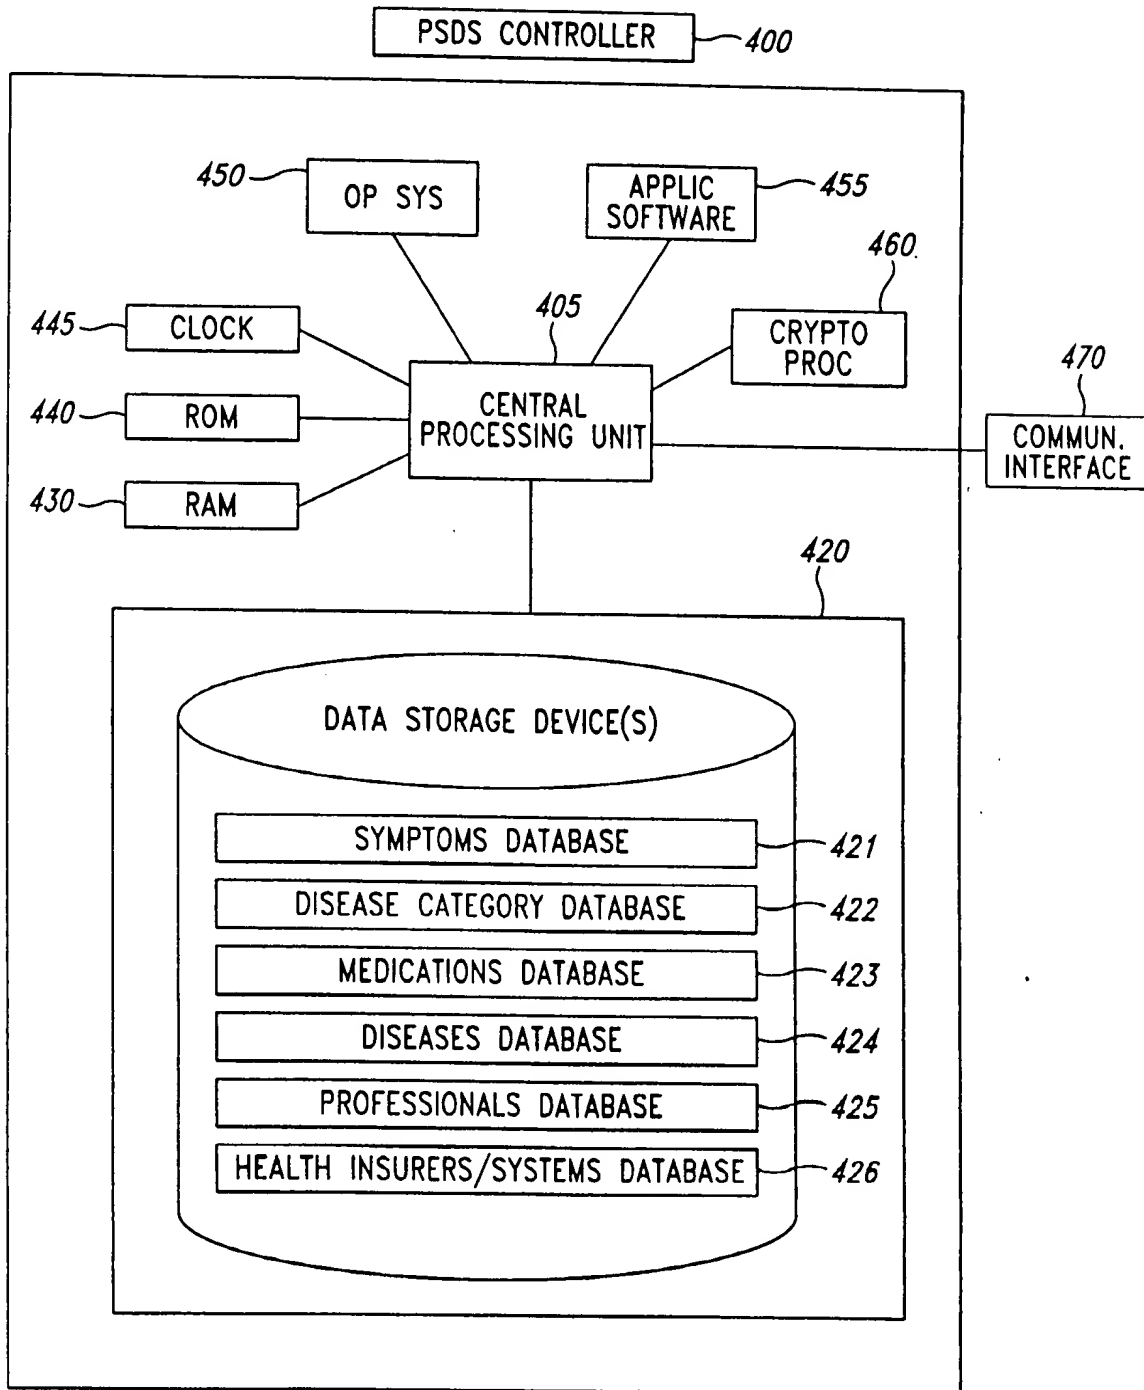 PSDS CONTROLLER 400
450 OP SYS
APPLIC SOFTWARE 455
460
445 CLOCK
405
CRYPTO PROC
470
440 ROM
CENTRAL PROCESSING UNIT
COMMUN. INTERFACE
430 RAM
420
DATA STORAGE DEVICE(S)
SYMPTOMS DATABASE 421
DISEASE CATEGORY DATABASE 422
MEDICATIONS DATABASE 423
DISEASES DATABASE 424
PROFESSIONALS DATABASE 425
HEALTH INSURERS/SYSTEMS DATABASE 426